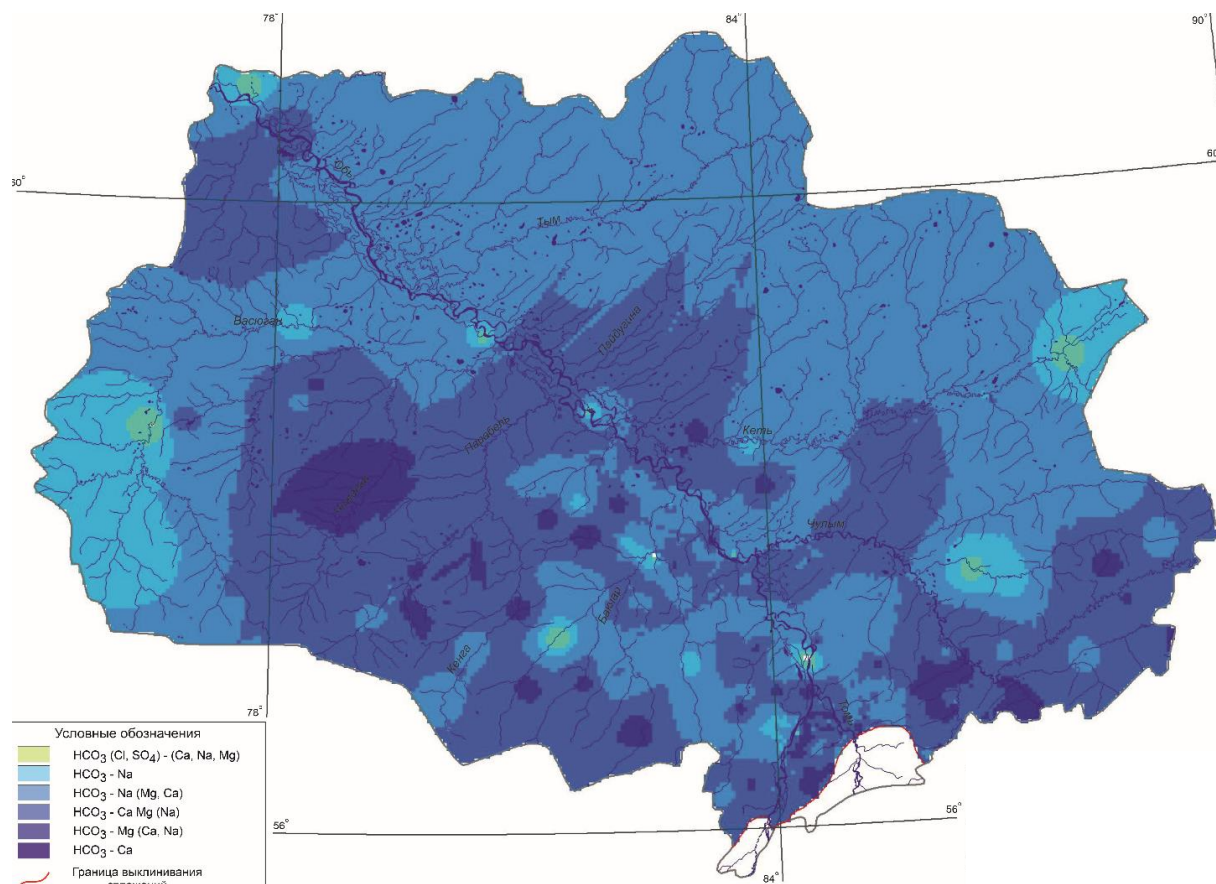 78°
84°
90°
60°
60°
Обь
Тым
Васюган
Пайдугина
Парабель
Кеть
Чулым
Бакчар
Кенга
Томь
78°
56°
56°
84°
Условные обозначения
HCO₃ (Cl, SO₄) - (Ca, Na, Mg)
HCO₃ - Na
HCO₃ - Na (Mg, Ca)
HCO₃ - Ca Mg (Na)
HCO₃ - Mg (Ca, Na)
HCO₃ - Ca
Граница выклинивания